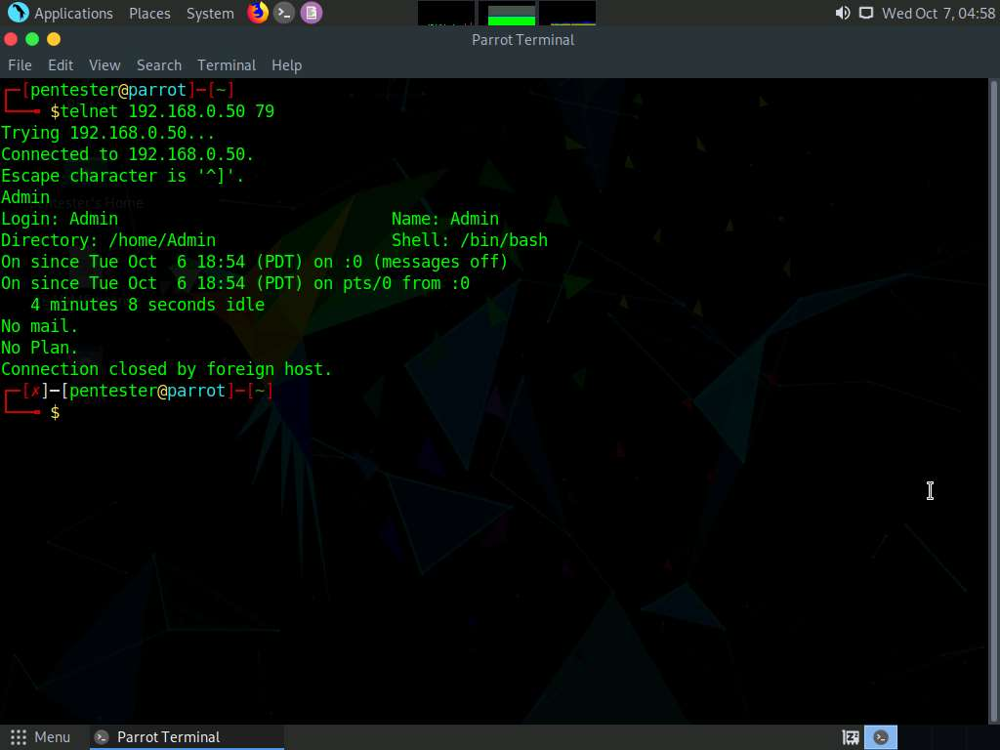 Applications Places System Wed Oct 7, 04:58
Parrot Terminal
File Edit View Search Terminal Help
┌─[pentester@parrot]─[~]
└──╼ $telnet 192.168.0.50 79
Trying 192.168.0.50...
Connected to 192.168.0.50.
Escape character is '^]'.
Admin
Login: Admin Name: Admin
Directory: /home/Admin Shell: /bin/bash
On since Tue Oct  6 18:54 (PDT) on :0 (messages off)
On since Tue Oct  6 18:54 (PDT) on pts/0 from :0
   4 minutes 8 seconds idle
No mail.
No Plan.
Connection closed by foreign host.
┌─[✗]─[pentester@parrot]─[~]
└──╼ $
Menu Parrot Terminal